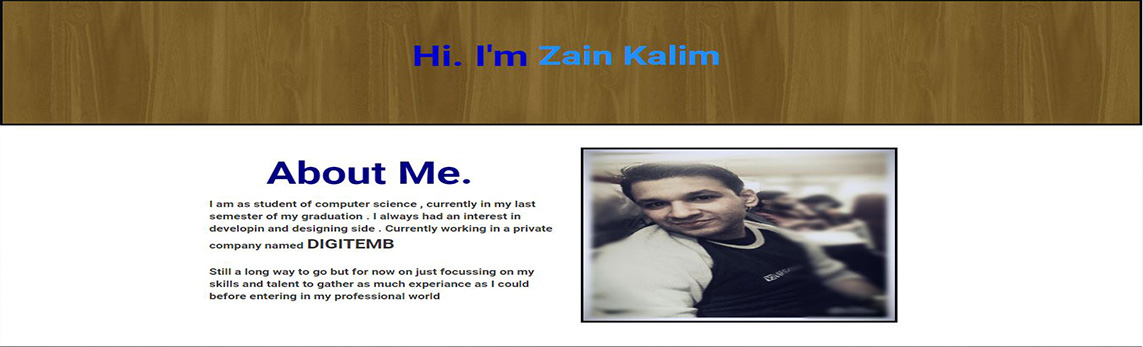 Hi. I'm Zain Kalim
About Me.
I am as student of computer science , currently in my last
semester of my graduation . I always had an interest in
developin and designing side . Currently working in a private
company named DIGITEMB
Still a long way to go but for now on just focussing on my
skills and talent to gather as much experiance as I could
before entering in my professional world